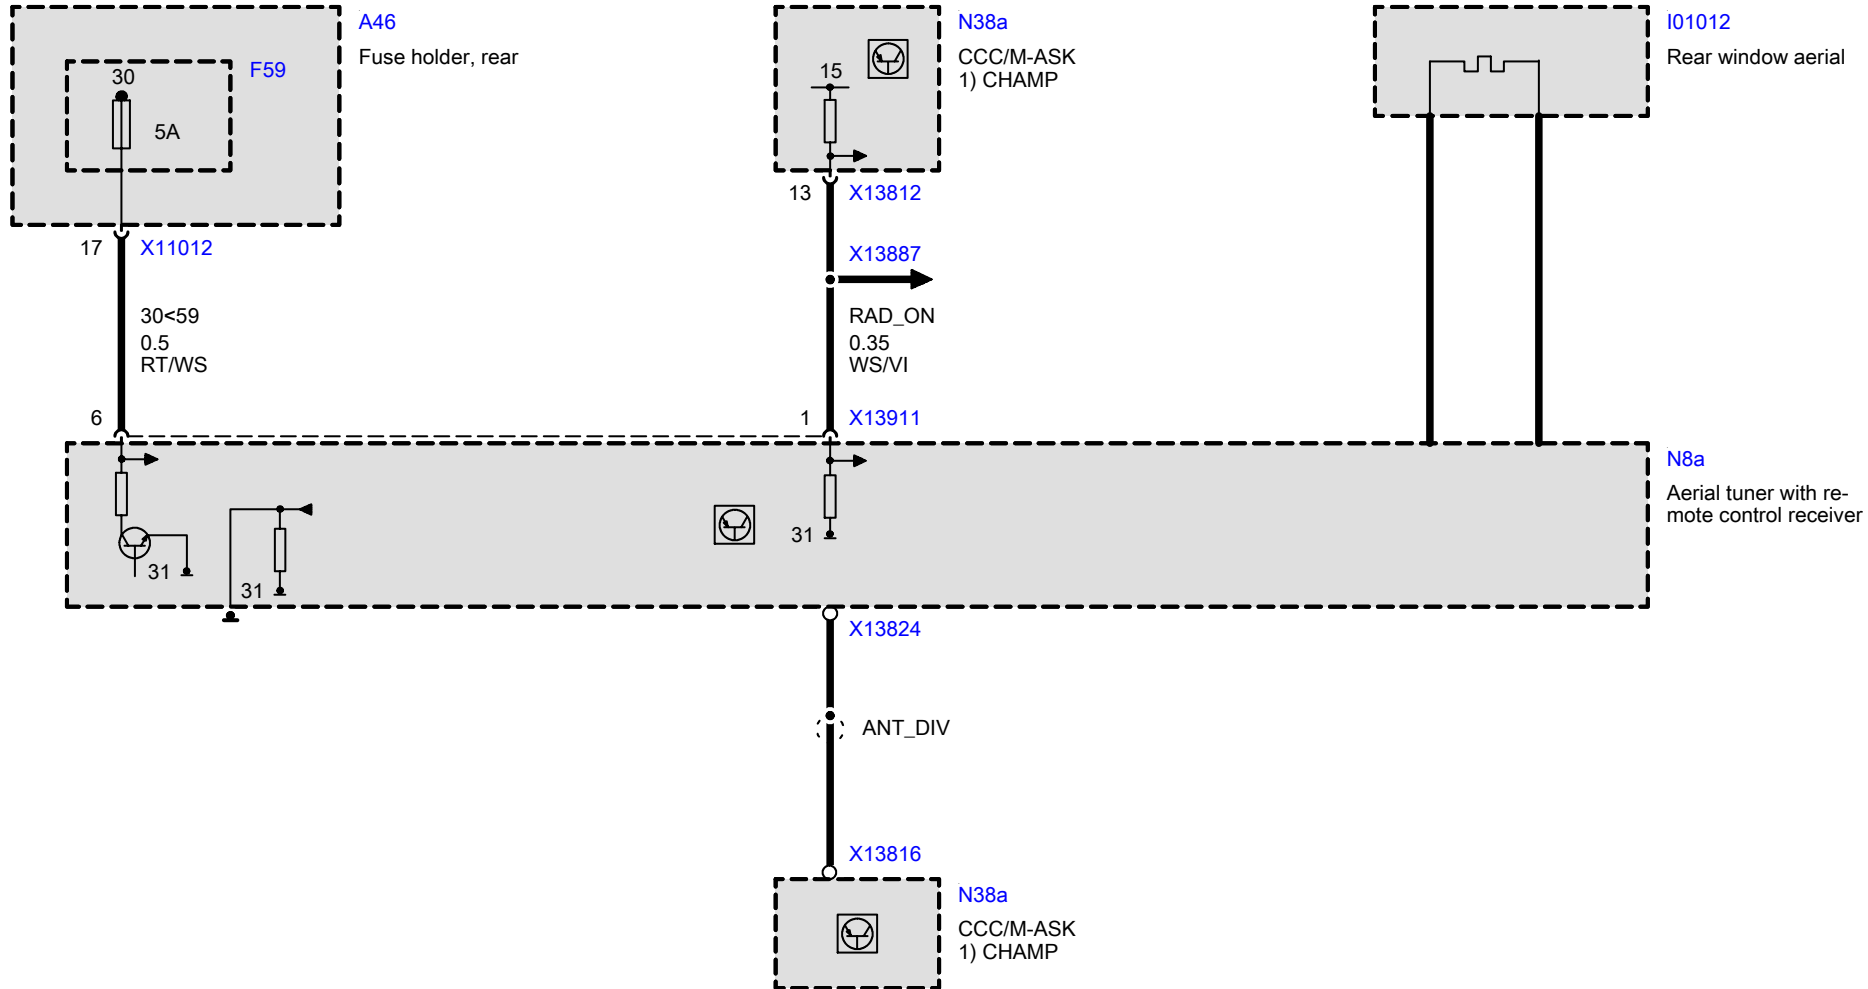 A46
Fuse holder, rear
F59
30
5A
17
X11012
30<59
0.5
RT/WS
6
N38a
CCC/M-ASK
1) CHAMP
15
13
X13812
X13887
RAD_ON
0.35
WS/VI
1
X13911
I01012
Rear window aerial
N8a
Aerial tuner with re-
mote control receiver
31
31
31
X13824
ANT_DIV
X13816
N38a
CCC/M-ASK
1) CHAMP